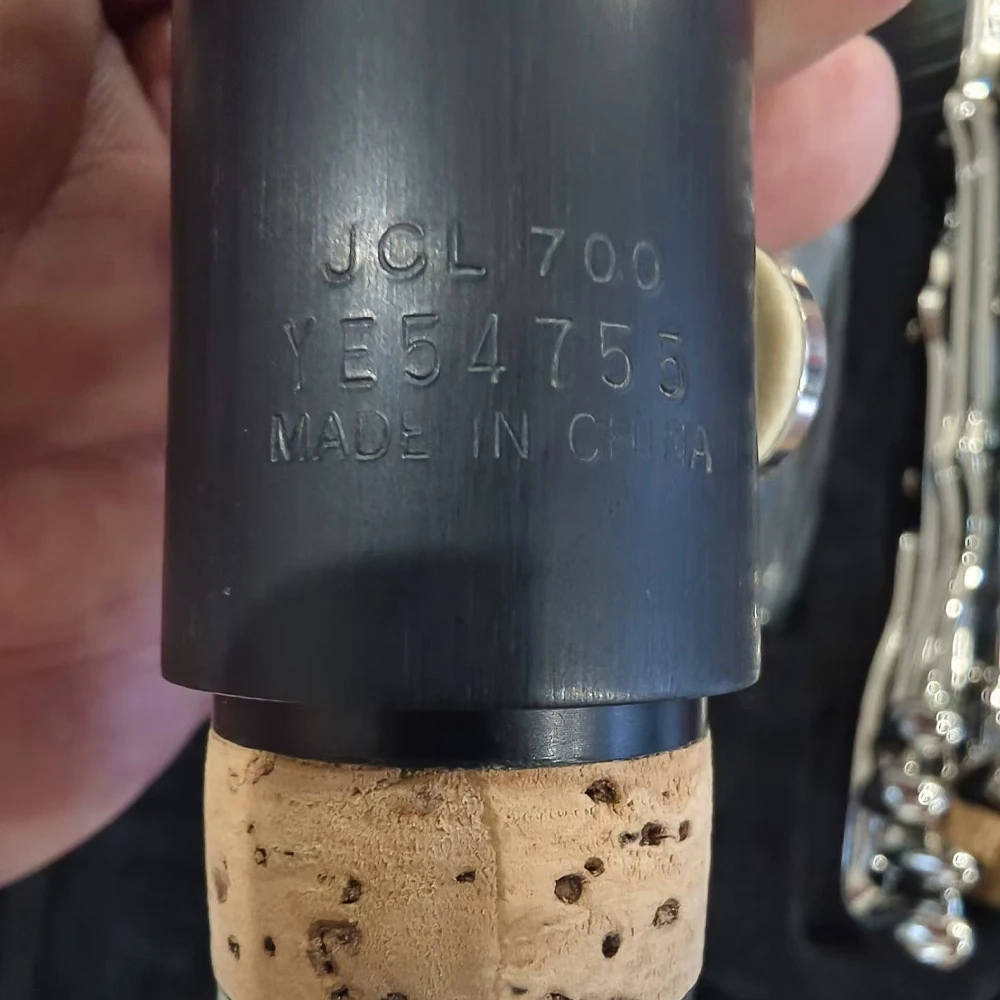 JCL 700
YE54755
MADE IN CHINA